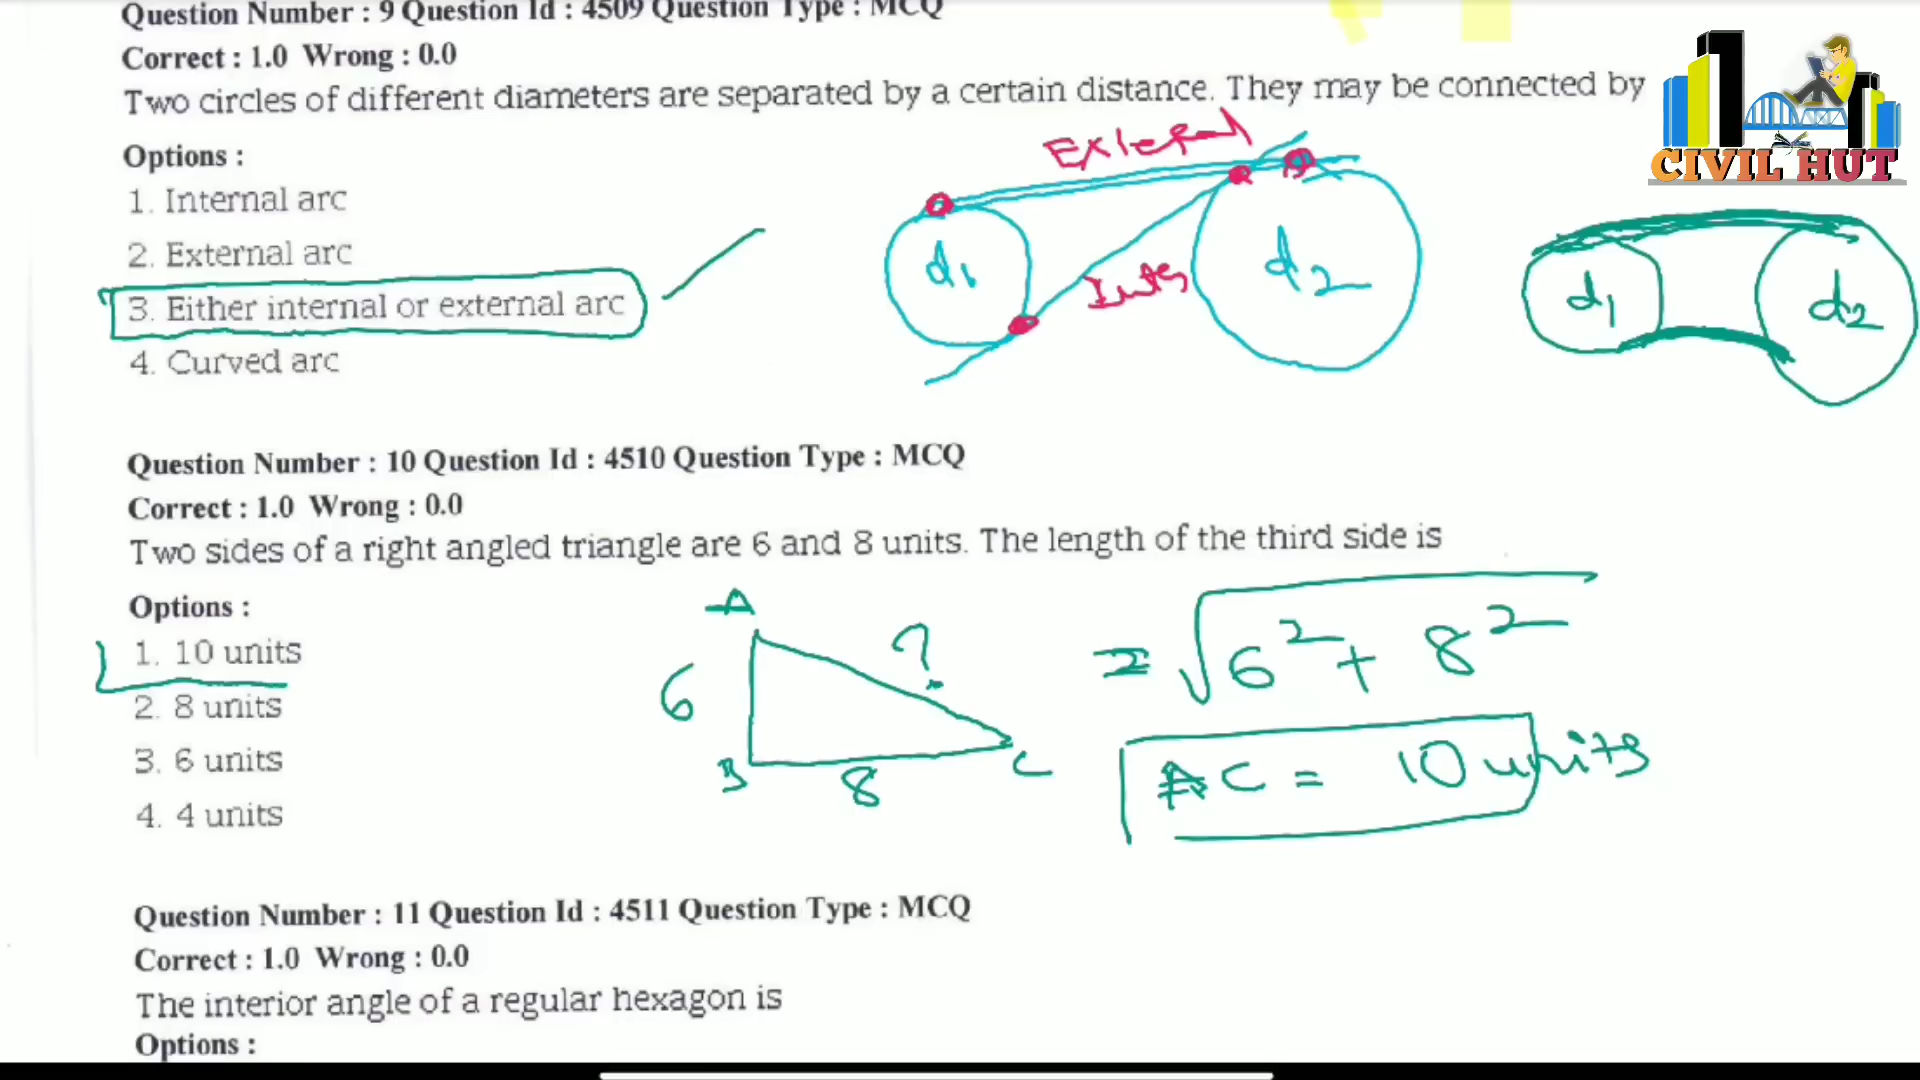 Question Number : 9 Question Id : 4509 Question Type : MCQ
Correct : 1.0 Wrong : 0.0
Two circles of different diameters are separated by a certain distance. They may be connected by
CIVIL HUT
Options :
1. Internal arc
2. External arc
3. Either internal or external arc
4. Curved arc
d1
d2
d1
d2
Question Number : 10 Question Id : 4510 Question Type : MCQ
Correct : 1.0 Wrong : 0.0
Two sides of a right angled triangle are 6 and 8 units. The length of the third side is
Options :
1. 10 units
2. 8 units
3. 6 units
4. 4 units
A
6
?
B
8
C
= √6² + 8²
AC = 10 units
Question Number : 11 Question Id : 4511 Question Type : MCQ
Correct : 1.0 Wrong : 0.0
The interior angle of a regular hexagon is
Options :